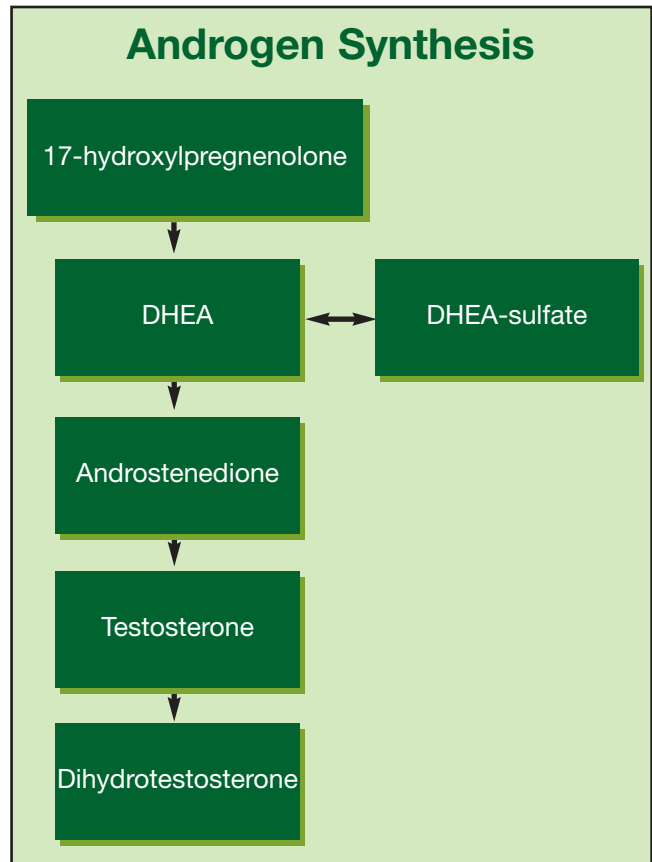 Androgen Synthesis
17-hydroxylpregnenolone
DHEA
DHEA-sulfate
Androstenedione
Testosterone
Dihydrotestosterone